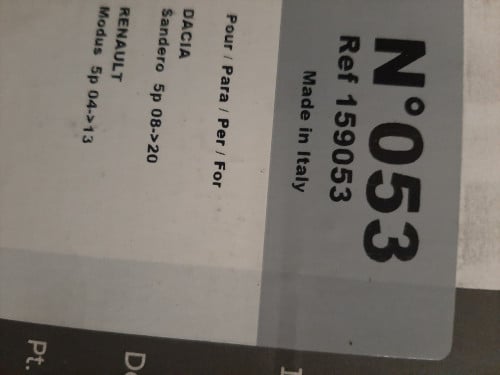 N°053
Ref 159053
Made in Italy
Pour / Para / Per / For
DACIA
Sandero 5p 08->20
RENAULT
Modus 5p 04->13
Pt.